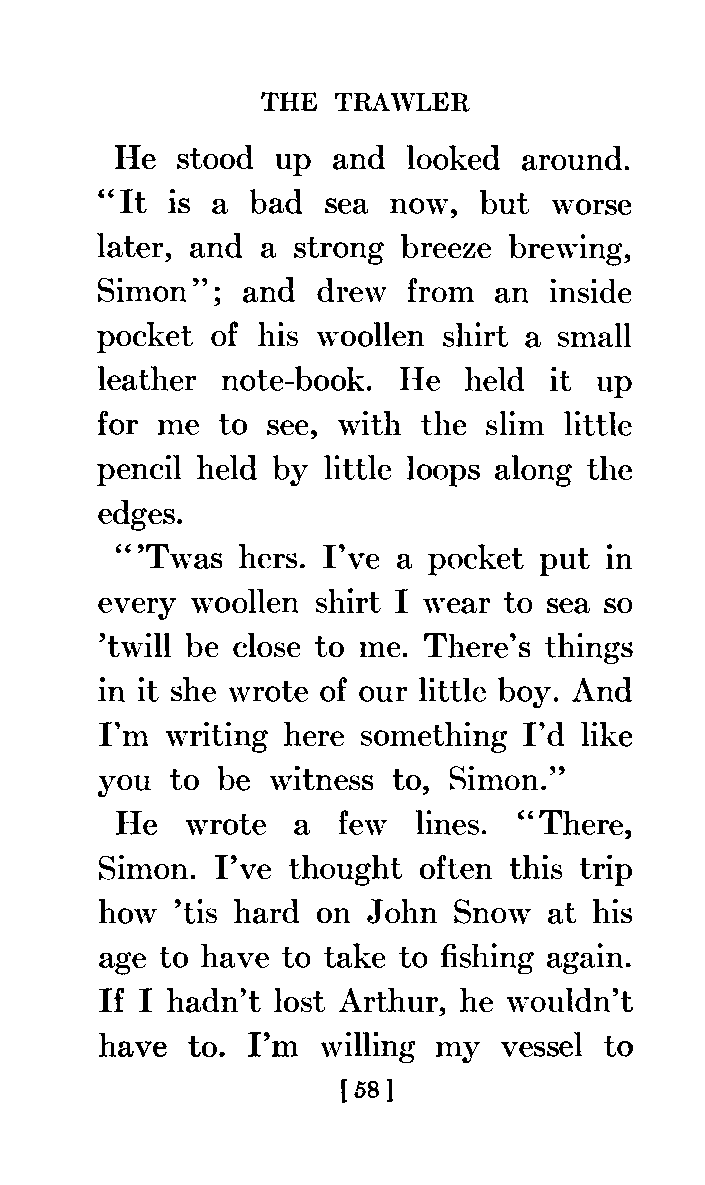 THE TRAWLER
He stood up and looked around.
“It is a bad sea now, but worse
later, and a strong breeze brewing,
Simon”; and drew from an inside
pocket of his woollen shirt a small
leather note-book. He held it up
for me to see, with the slim little
pencil held by little loops along the
edges.
“’Twas hers. I’ve a pocket put in
every woollen shirt I wear to sea so
’twill be close to me. There’s things
in it she wrote of our little boy. And
I’m writing here something I’d like
you to be witness to, Simon.”
He wrote a few lines. “There,
Simon. I’ve thought often this trip
how ’tis hard on John Snow at his
age to have to take to fishing again.
If I hadn’t lost Arthur, he wouldn’t
have to. I’m willing my vessel to
[58]